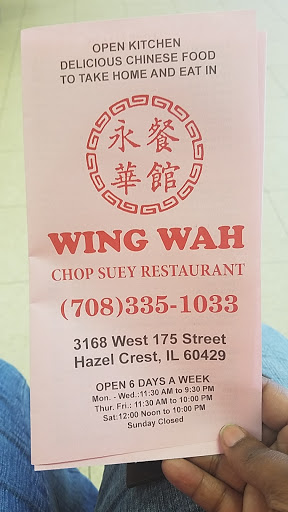 OPEN KITCHEN
DELICIOUS CHINESE FOOD
TO TAKE HOME AND EAT IN
永餐
華館
WING WAH
CHOP SUEY RESTAURANT
(708)335-1033
3168 West 175 Street
Hazel Crest, IL 60429
OPEN 6 DAYS A WEEK
Mon. - Wed.:11:30 AM to 9:30 PM
Thur. Fri.: 11:30 AM to 10:00 PM
Sat:12:00 Noon to 10:00 PM
Sunday Closed